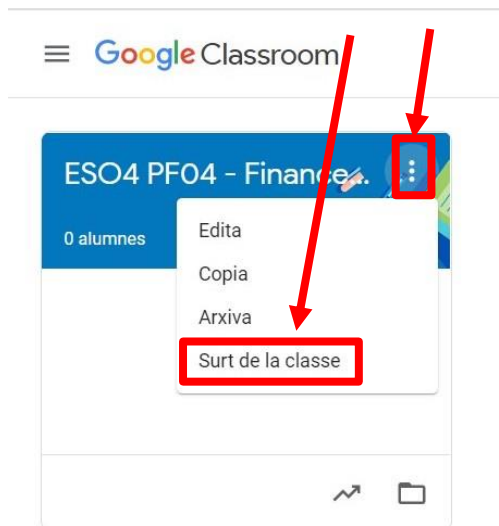 Google Classroom
ESO4 PF04 - Finance...
0 alumnes
Edita
Copia
Arxiva
Surt de la classe